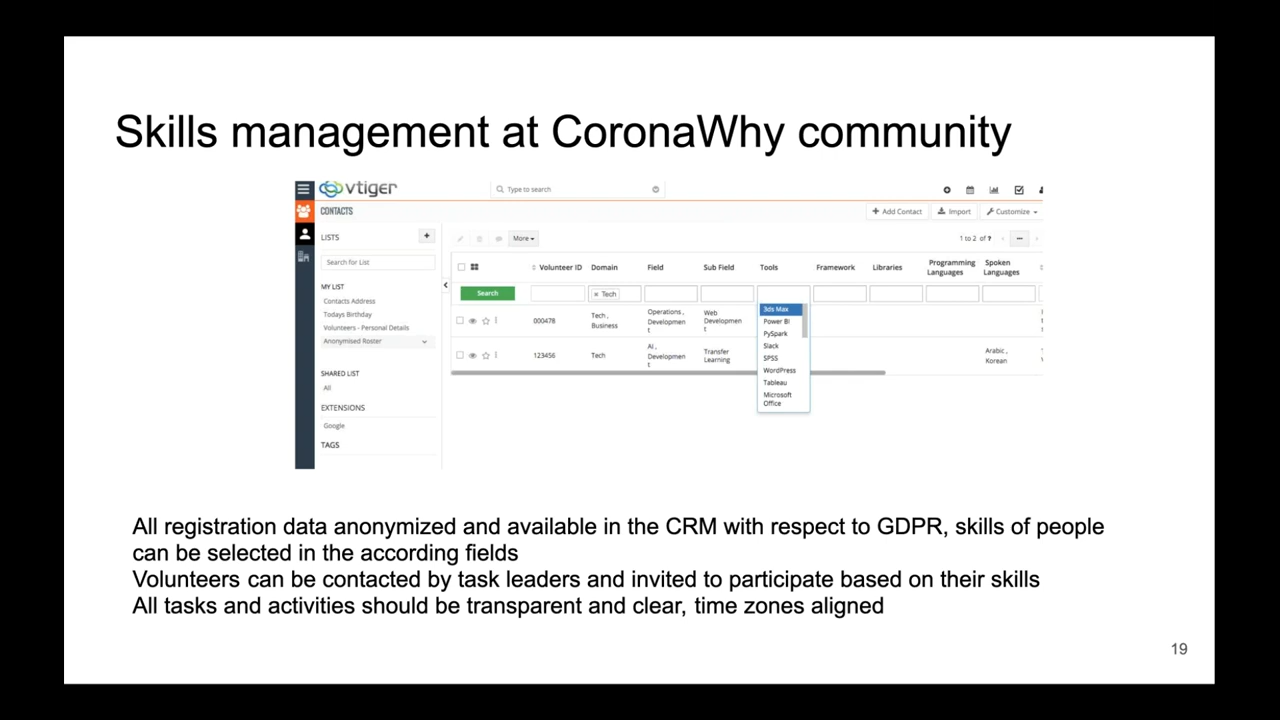 Skills management at CoronaWhy community
vtiger
Type to search
CONTACTS
+ Add Contact
Import
Customize
LISTS
+
More
1 to 2 of ?
Search for List
Volunteer ID
Domain
Field
Sub Field
Tools
Framework
Libraries
Programming
Languages
Spoken
Languages
MY LIST
Search
× Tech
Contacts Address
Todays Birthday
Volunteers - Personal Details
Anonymised Roster
000478
Tech ,
Business
Operations ,
Developmen
t
Web
Developmen
t
123456
Tech
AI ,
Developmen
t
Transfer
Learning
Arabic ,
Korean
3ds Max
Power BI
PySpark
Slack
SPSS
WordPress
Tableau
Microsoft
Office
SHARED LIST
All
EXTENSIONS
Google
TAGS
All registration data anonymized and available in the CRM with respect to GDPR, skills of people
can be selected in the according fields
Volunteers can be contacted by task leaders and invited to participate based on their skills
All tasks and activities should be transparent and clear, time zones aligned
19